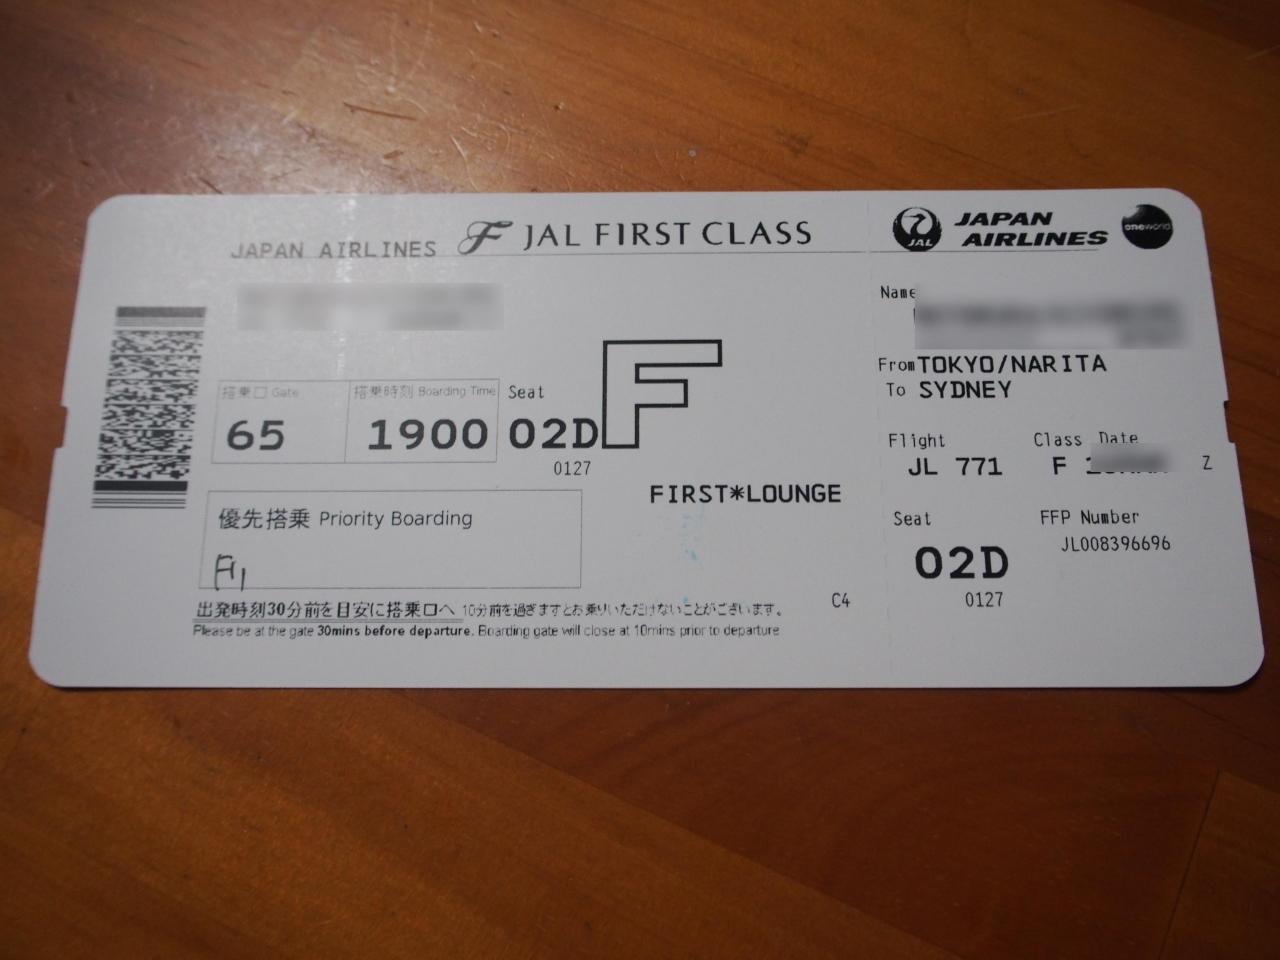 JAPAN AIRLINES JAL FIRST CLASS
搭乗口 Gate 搭乗時刻 Boarding Time Seat
65 1900 02D F
0127
FIRST*LOUNGE
優先搭乗 Priority Boarding
出発時刻30分前を目安に搭乗口へ 10分前を過ぎますとお乗りいただけないことがございます。
C4
Please be at the gate 30mins before departure. Boarding gate will close at 10mins prior to departure
JAL JAPAN AIRLINES oneworld
Name
From TOKYO/NARITA
To SYDNEY
Flight Class Date
JL 771 F Z
Seat FFP Number
02D JL008396696
0127